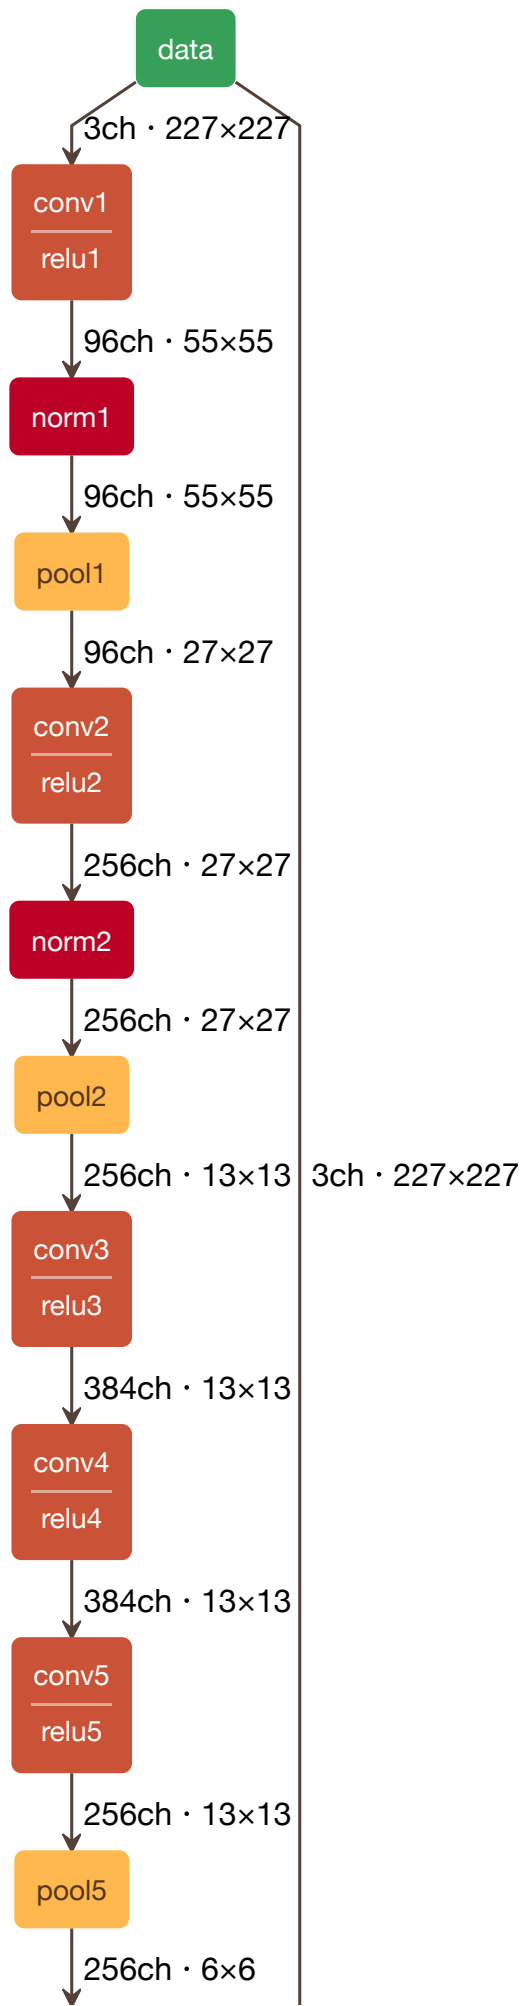 data
3ch · 227×227
conv1
relu1
96ch · 55×55
norm1
96ch · 55×55
pool1
96ch · 27×27
conv2
relu2
256ch · 27×27
norm2
256ch · 27×27
pool2
256ch · 13×13
3ch · 227×227
conv3
relu3
384ch · 13×13
conv4
relu4
384ch · 13×13
conv5
relu5
256ch · 13×13
pool5
256ch · 6×6